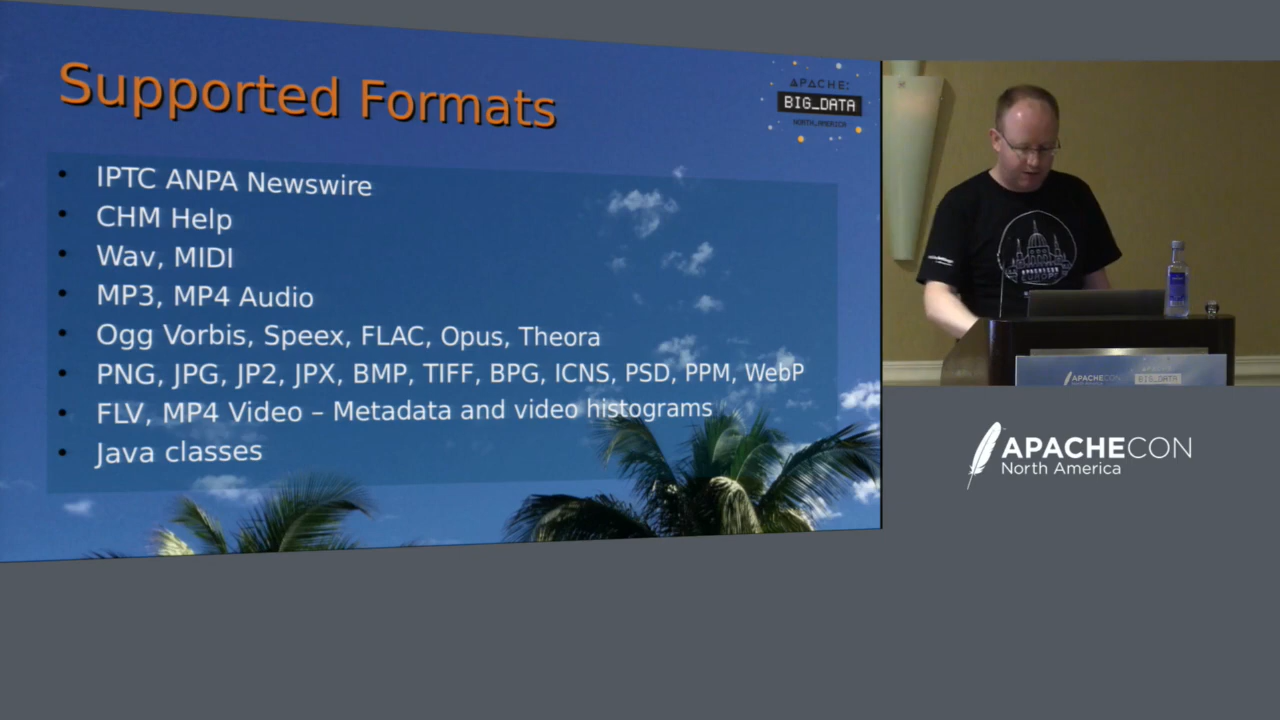 Supported Formats
APACHE:
BIG_DATA
NORTH_AMERICA
IPTC ANPA Newswire
CHM Help
Wav, MIDI
MP3, MP4 Audio
Ogg Vorbis, Speex, FLAC, Opus, Theora
PNG, JPG, JP2, JPX, BMP, TIFF, BPG, ICNS, PSD, PPM, WebP
FLV, MP4 Video – Metadata and video histograms
Java classes
APACHECON
BIG_DATA
APACHECON
North America